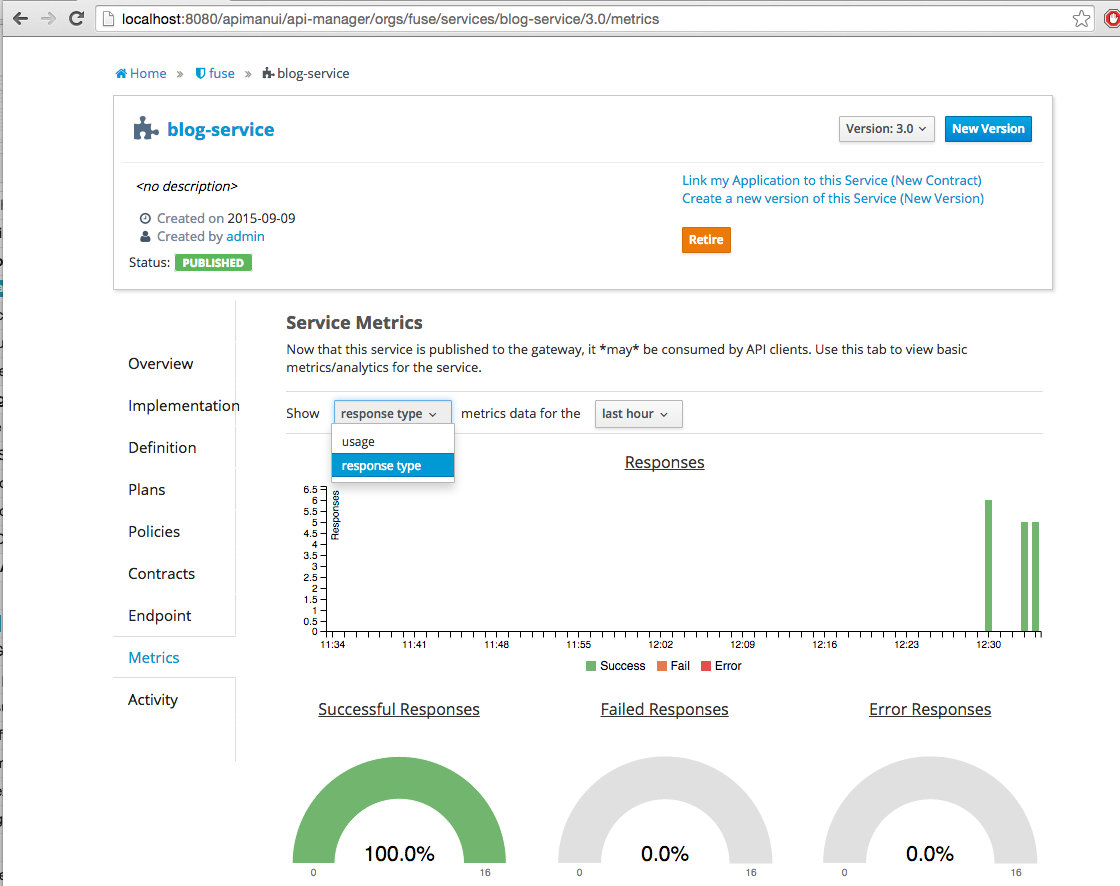 localhost:8080/apimanui/api-manager/orgs/fuse/services/blog-service/3.0/metrics
Home » fuse » blog-service
blog-service
Version: 3.0
New Version
<no description>
Link my Application to this Service (New Contract)
Create a new version of this Service (New Version)
Created on 2015-09-09
Created by admin
Retire
Status: PUBLISHED
Overview
Implementation
Definition
Plans
Policies
Contracts
Endpoint
Metrics
Activity
Service Metrics
Now that this service is published to the gateway, it *may* be consumed by API clients. Use this tab to view basic
metrics/analytics for the service.
Show response type metrics data for the last hour
usage
response type
Responses
6.5
6
5.5
5
4.5
4
3.5
3
2.5
2
1.5
1
0.5
0
Responses
11:34 11:41 11:48 11:55 12:02 12:09 12:16 12:23 12:30
Success Fail Error
Successful Responses Failed Responses Error Responses
100.0% 0.0% 0.0%
0 16 0 16 0 16